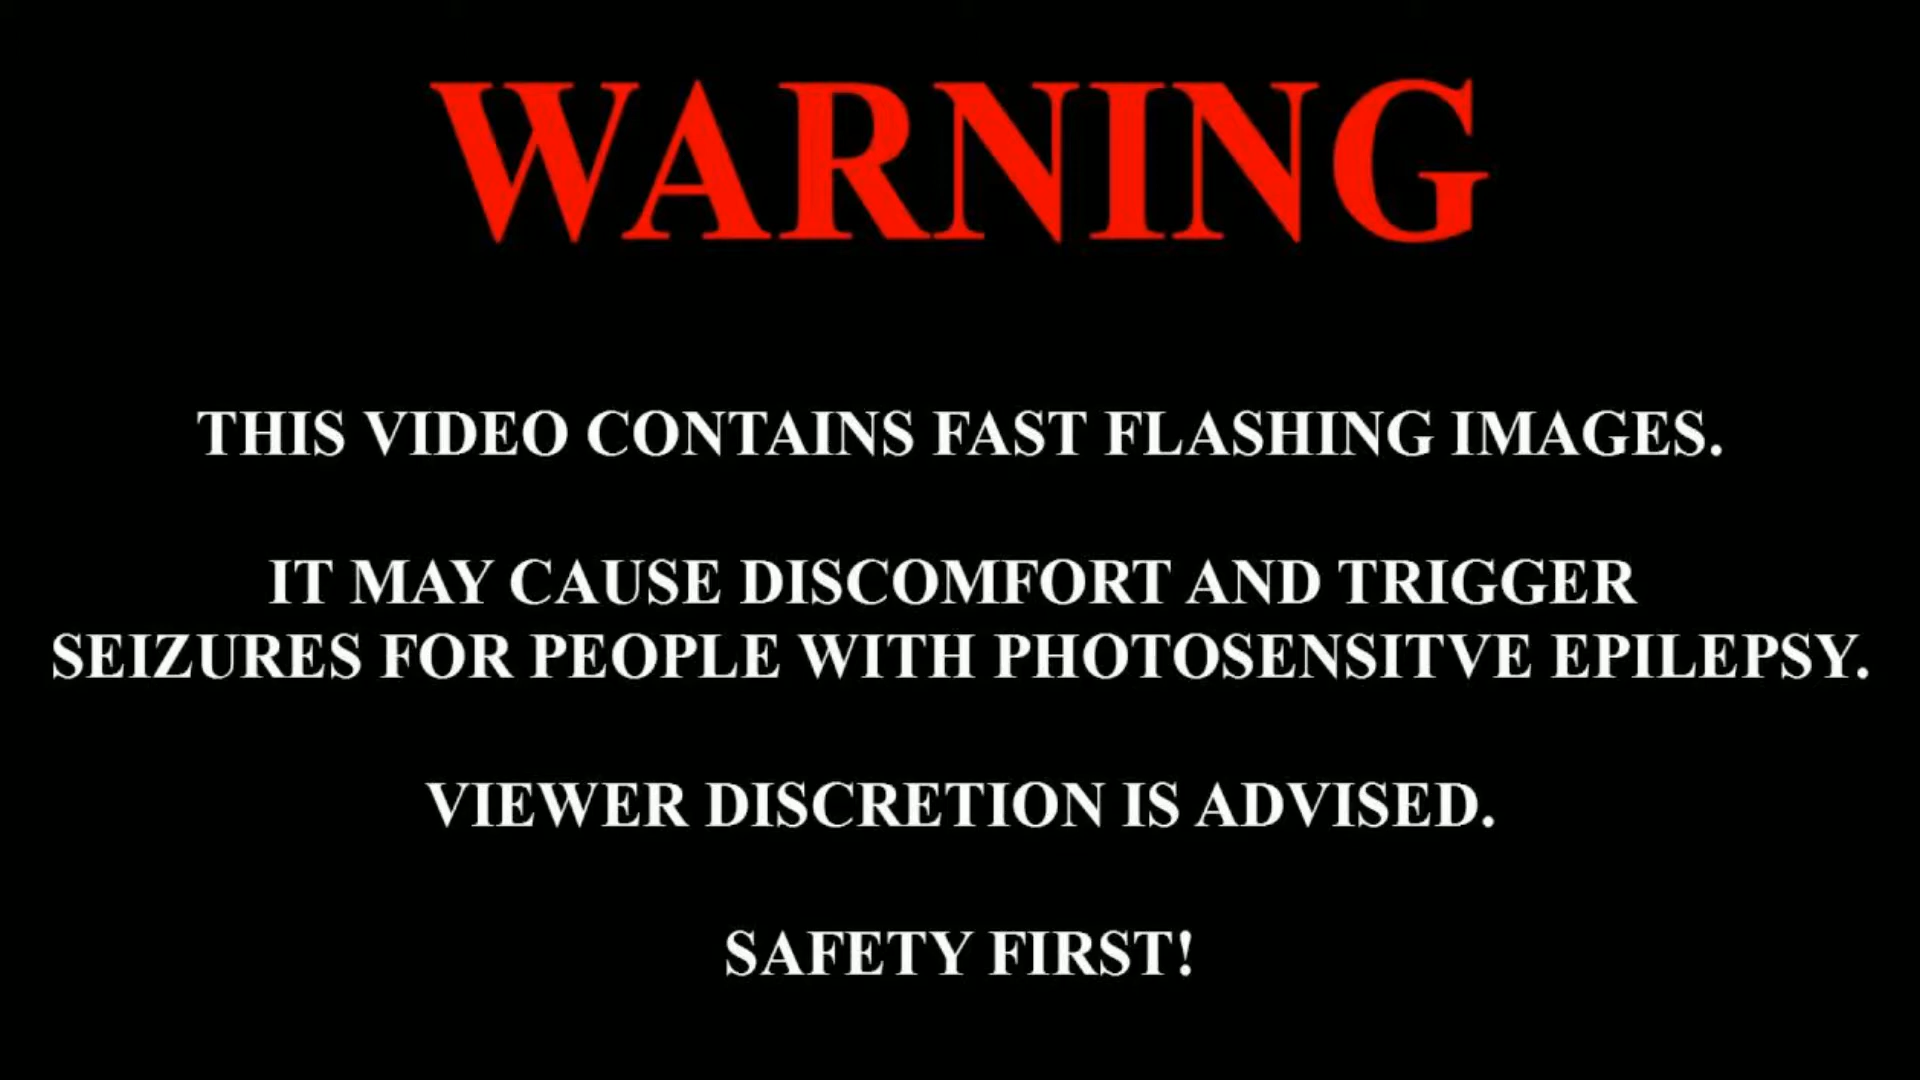 WARNING
THIS VIDEO CONTAINS FAST FLASHING IMAGES.
IT MAY CAUSE DISCOMFORT AND TRIGGER
SEIZURES FOR PEOPLE WITH PHOTOSENSITVE EPILEPSY.
VIEWER DISCRETION IS ADVISED.
SAFETY FIRST!